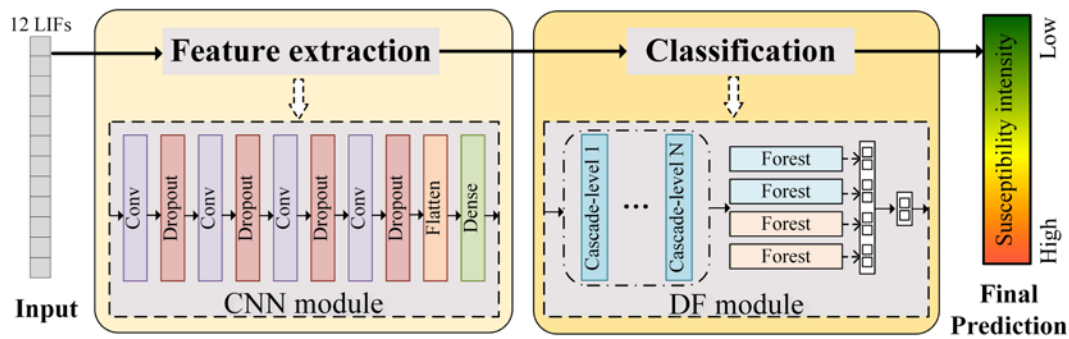 12 LIFs
Input
Feature extraction
Conv
Dropout
Conv
Dropout
Conv
Dropout
Conv
Dropout
Flatten
Dense
CNN module
Classification
Cascade-level 1
...
Cascade-level N
Forest
Forest
Forest
Forest
DF module
Susceptibility intensity
Low
High
Final
Prediction